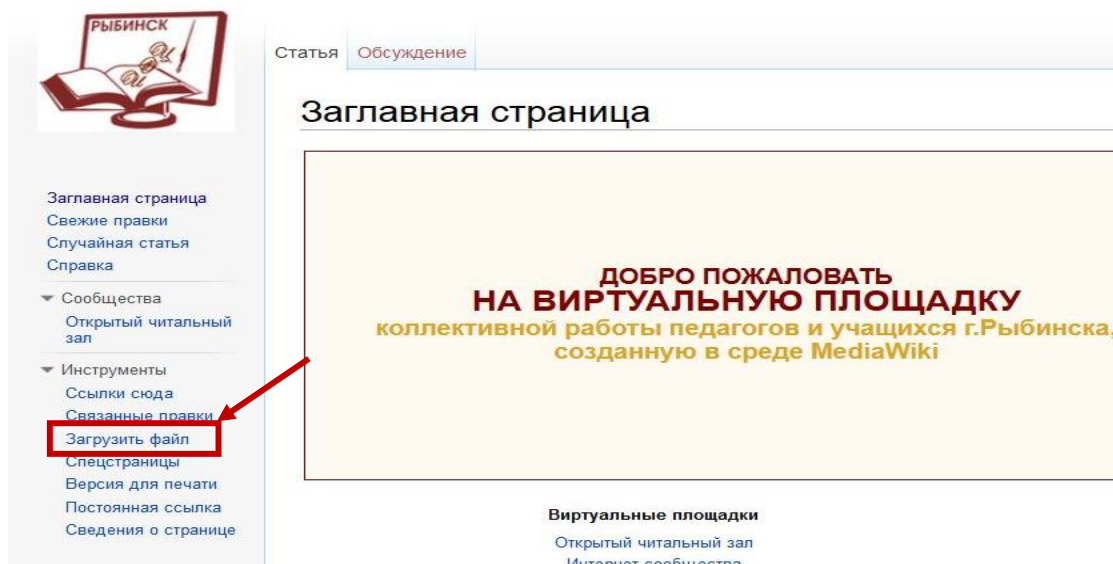 РЫБИНСК
Статья
Обсуждение
Заглавная страница
Заглавная страница
Свежие правки
Случайная статья
Справка
Сообщества
Открытый читальный
зал
Инструменты
Ссылки сюда
Связанные правки
Загрузить файл
Спецстраницы
Версия для печати
Постоянная ссылка
Сведения о странице
ДОБРО ПОЖАЛОВАТЬ
НА ВИРТУАЛЬНУЮ ПЛОЩАДКУ
коллективной работы педагогов и учащихся г.Рыбинска,
созданную в среде MediaWiki
Виртуальные площадки
Открытый читальный зал
Интернет сообщества